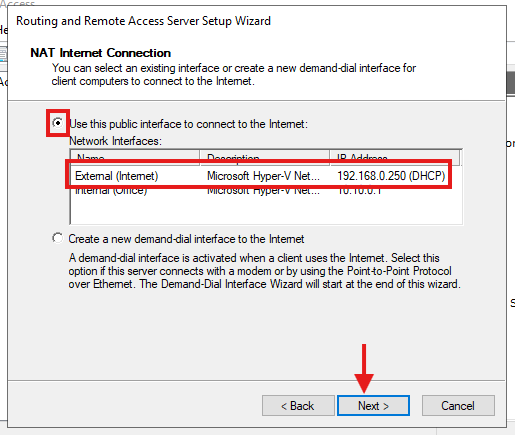 Access
Routing and Remote Access Server Setup Wizard
He
NAT Internet Connection
You can select an existing interface or create a new demand-dial interface for
client computers to connect to the Internet.
Use this public interface to connect to the Internet:
Network Interfaces:
Name Description IP Address
External (Internet) Microsoft Hyper-V Net... 192.168.0.250 (DHCP)
Internal (Office) Microsoft Hyper-V Net... 10.10.0.1
Create a new demand-dial interface to the Internet
A demand-dial interface is activated when a client uses the Internet. Select this
option if this server connects with a modem or by using the Point-to-Point Protocol
over Ethernet. The Demand-Dial Interface Wizard will start at the end of this wizard.
< Back Next > Cancel